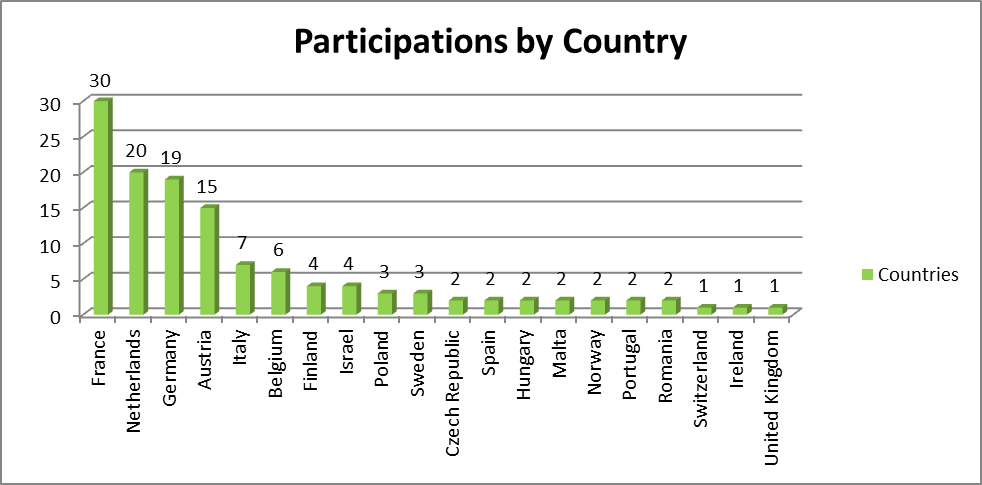 Participations by Country
30
25
20
15
10
5
0
30
20
19
15
7
6
4
4
3
3
2
2
2
2
2
2
2
1
1
1
France
Netherlands
Germany
Austria
Italy
Belgium
Finland
Israel
Poland
Sweden
Czech Republic
Spain
Hungary
Malta
Norway
Portugal
Romania
Switzerland
Ireland
United Kingdom
Countries